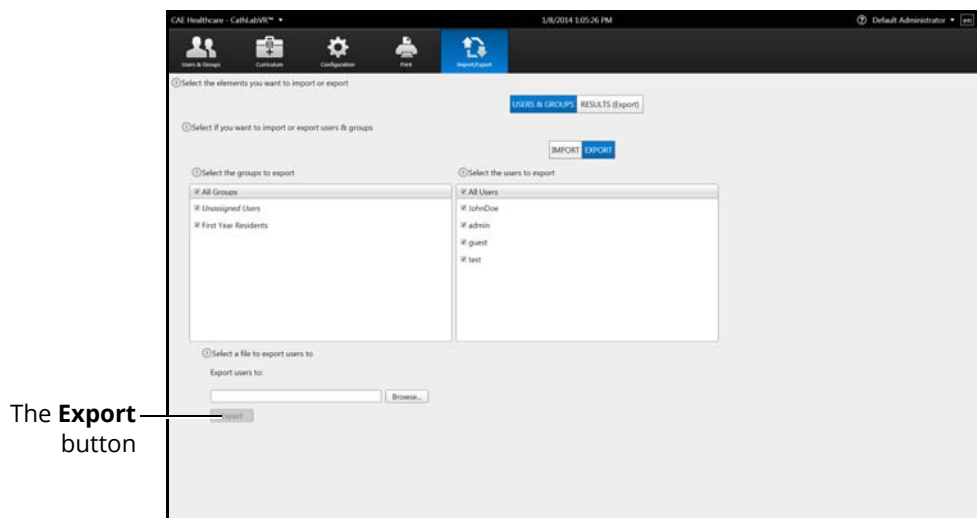 CAE Healthcare - CathLabVR™ ▾ 1/8/2014 1:05:26 PM Default Administrator ▾ en
Users & Groups Curriculum Configuration Print Import/Export
Select the elements you want to import or export
USERS & GROUPS RESULTS (Export)
Select if you want to import or export users & groups
IMPORT EXPORT
Select the groups to export Select the users to export
All Groups All Users
Unassigned Users JohnDoe
First Year Residents admin
guest
test
Select a file to export users to
Export users to:
Browse...
The Export Export
button